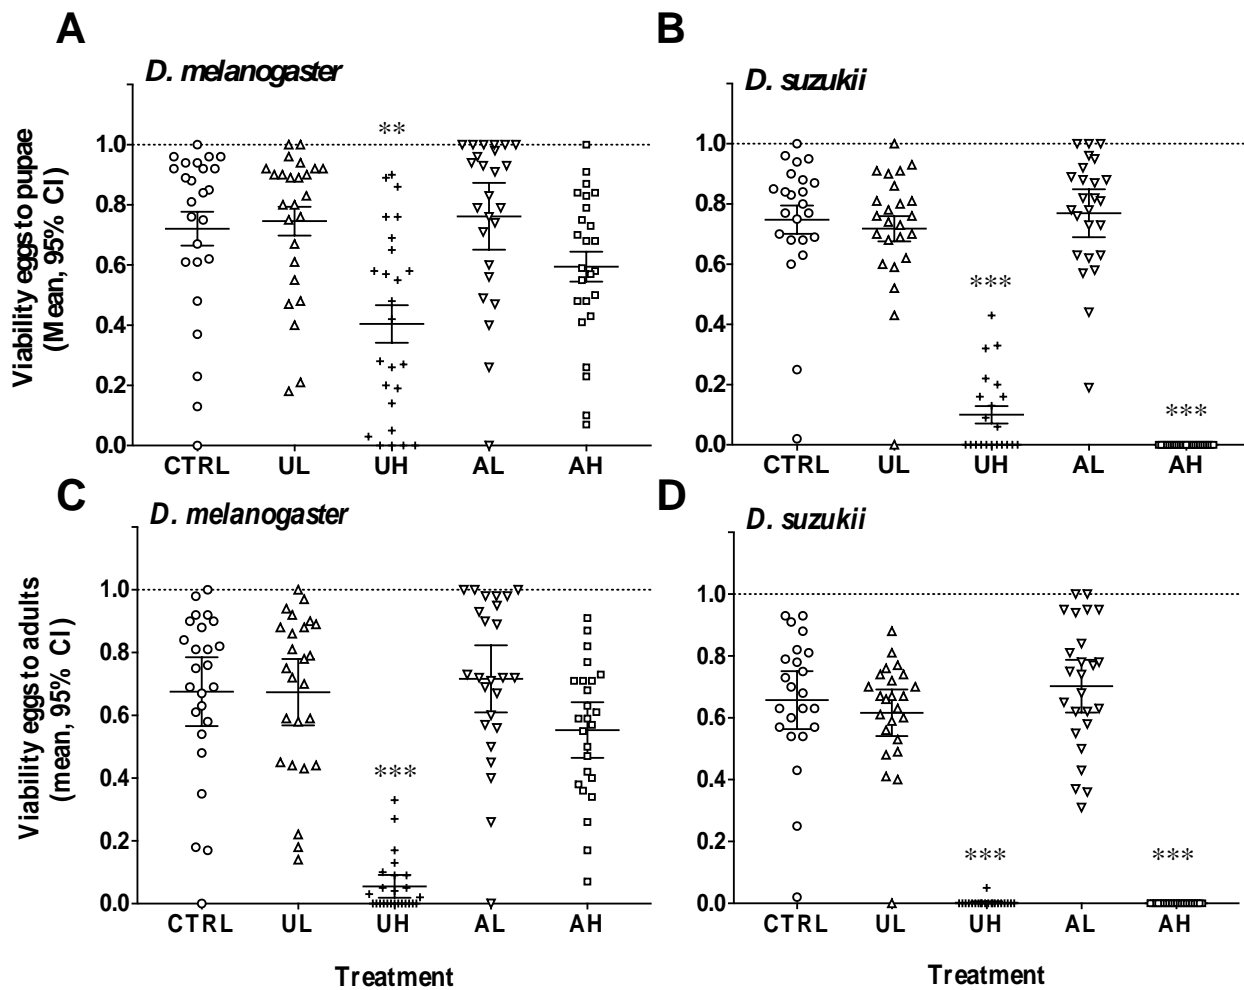 A
D. melanogaster
Viability eggs to pupae
(Mean, 95% CI)
1.0
0.8
0.6
0.4
0.2
0.0
**
CTRL UL UH AL AH
B
D. suzukii
1.0
0.8
0.6
0.4
0.2
0.0
***
***
CTRL UL UH AL AH
C
D. melanogaster
Viability eggs to adults
(mean, 95% CI)
1.0
0.8
0.6
0.4
0.2
0.0
***
CTRL UL UH AL AH
Treatment
D
D. suzukii
1.0
0.8
0.6
0.4
0.2
0.0
***
***
CTRL UL UH AL AH
Treatment